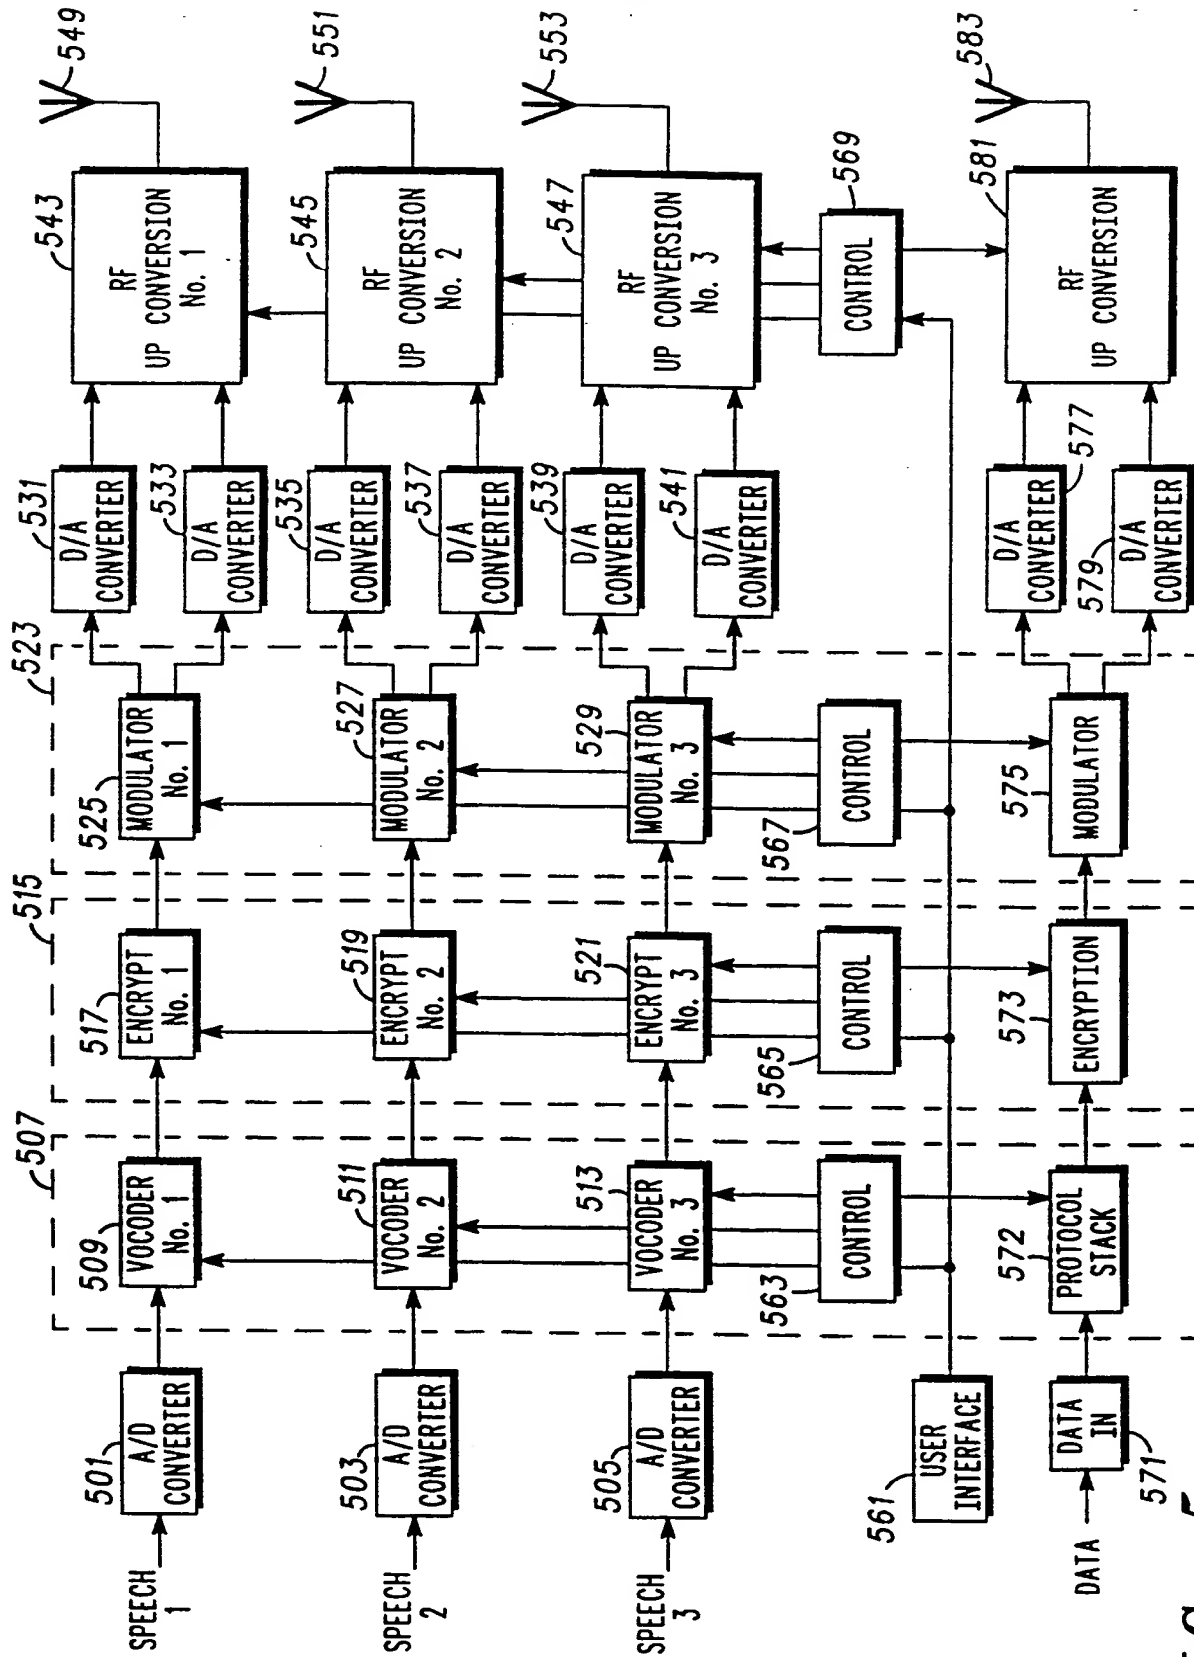 SPEECH
1
501
A/D
CONVERTER
507
509
VOCODER
No. 1
515
517
ENCRYPT
No. 1
523
525
MODULATOR
No. 1
531
D/A
CONVERTER
533
D/A
CONVERTER
543
RF
UP CONVERSION
No. 1
549
SPEECH
2
503
A/D
CONVERTER
511
VOCODER
No. 2
519
ENCRYPT
No. 2
527
MODULATOR
No. 2
535
D/A
CONVERTER
537
D/A
CONVERTER
545
RF
UP CONVERSION
No. 2
551
SPEECH
3
505
A/D
CONVERTER
513
VOCODER
No. 3
521
ENCRYPT
No. 3
529
MODULATOR
No. 3
539
D/A
CONVERTER
541
D/A
CONVERTER
547
RF
UP CONVERSION
No. 3
553
563
CONTROL
565
CONTROL
567
CONTROL
569
CONTROL
561
USER
INTERFACE
DATA
571
DATA
IN
572
PROTOCOL
STACK
573
ENCRYPTION
575
MODULATOR
577
D/A
CONVERTER
579
D/A
CONVERTER
581
RF
UP CONVERSION
583